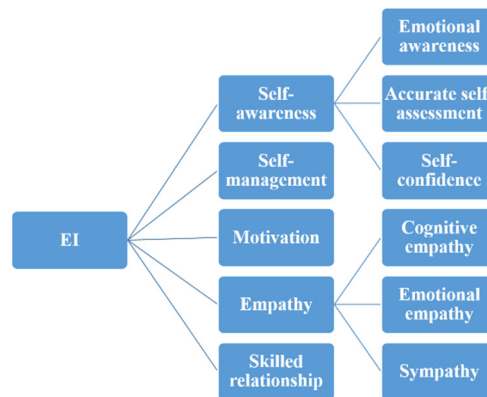 Emotional
awareness
Self-
awareness
Accurate self
assessment
Self-
confidence
Self-
management
EI
Motivation
Cognitive
empathy
Empathy
Emotional
empathy
Skilled
relationship
Sympathy